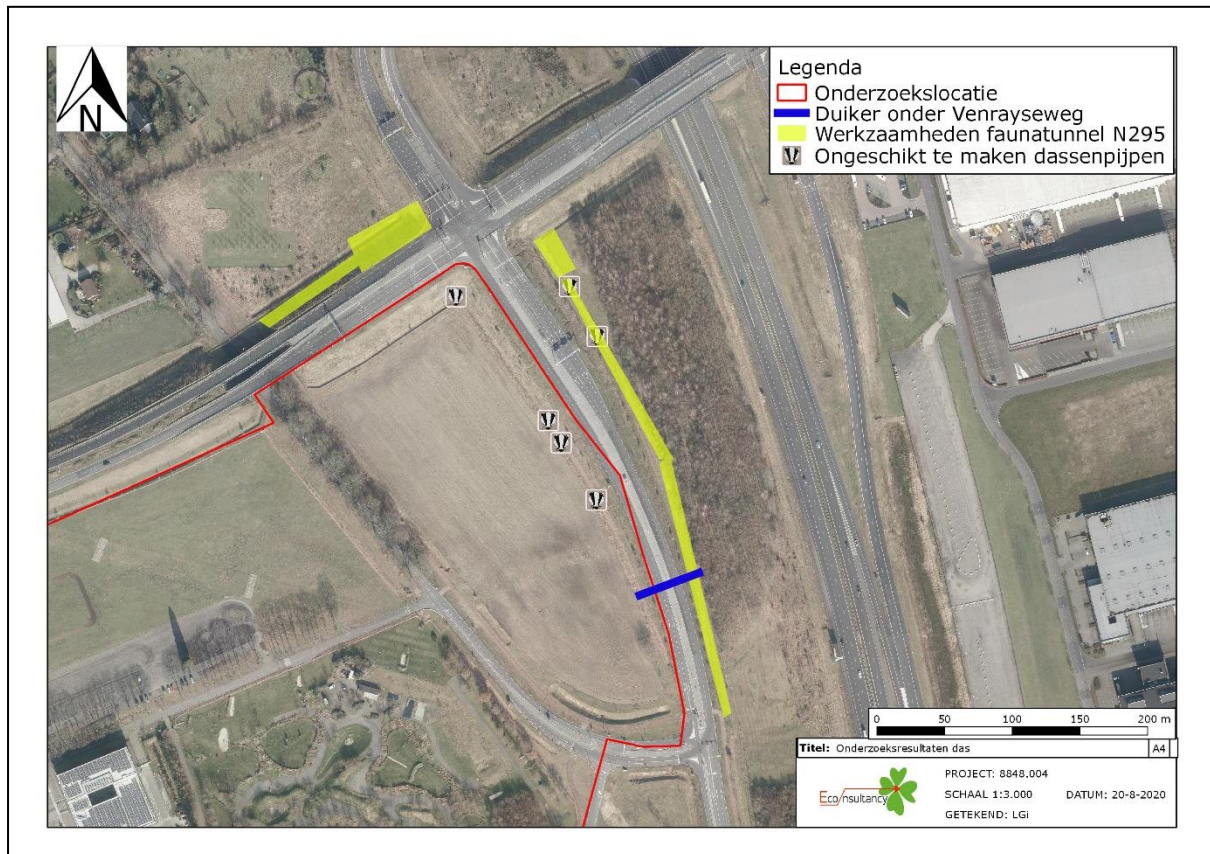 N
Legenda
Onderzoekslocatie
Duiker onder Venrayseweg
Werkzaamheden faunatunnel N295
Ongeschikt te maken dassenpijpen
0 50 100 150 200 m
Titel: Onderzoeksresultaten das A4
Econsultancy
PROJECT: 8848.004
SCHAAL 1:3.000 DATUM: 20-8-2020
GETEKEND: LGi